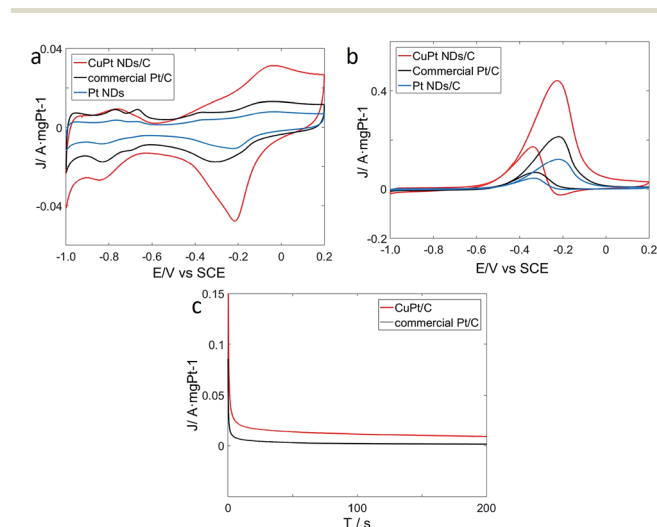 a
CuPt NDs/C
commercial Pt/C
Pt NDs
0.04
0
-0.04
J/ A·mgPt-1
-1.0 -0.8 -0.6 -0.4 -0.2 0 0.2
E/V vs SCE
b
CuPt NDs/C
Commercial Pt/C
Pt NDs/C
0.4
0.2
0
-0.2
J/ A·mgPt-1
-1.0 -0.8 -0.6 -0.4 -0.2 0 0.2
E/V vs SCE
c
CuPt/C
commercial Pt/C
0.15
0.1
0.05
0
J/ A·mgPt-1
0 100 200
T / s